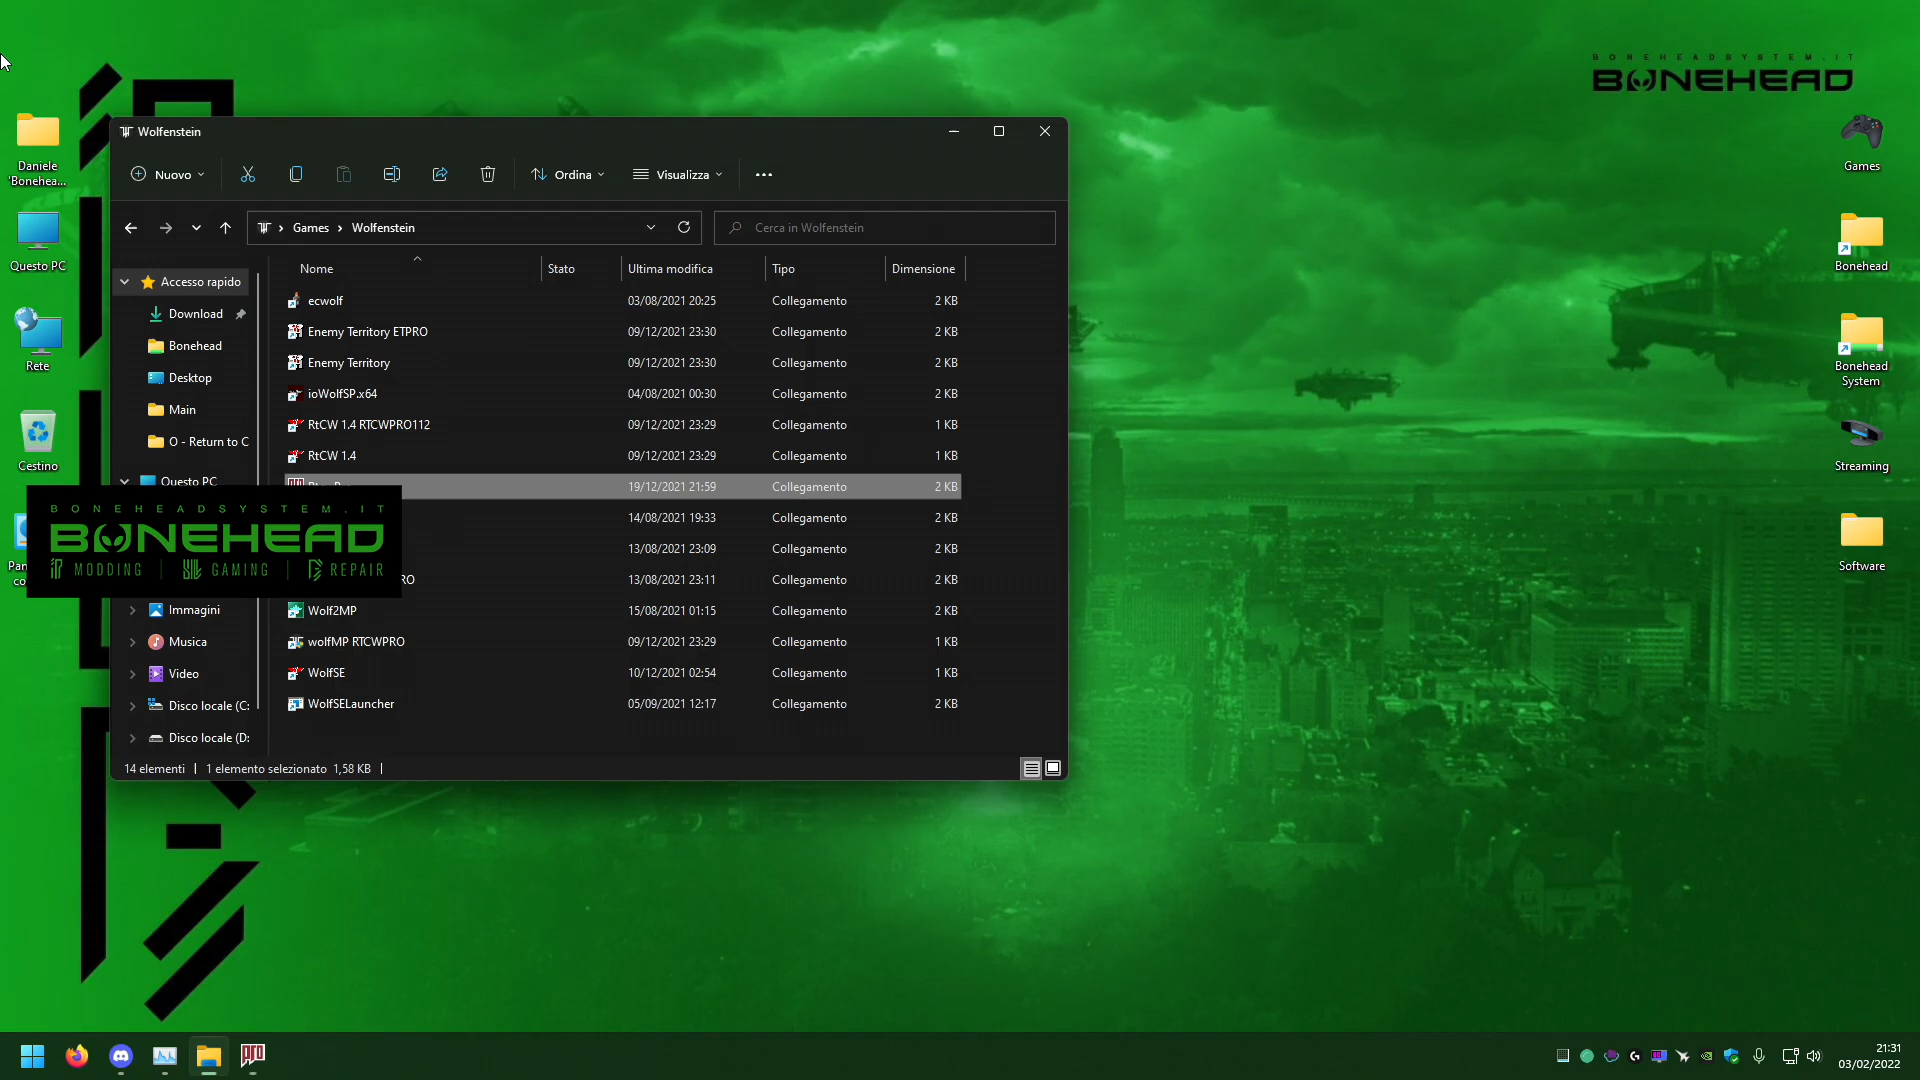 BONEHEADSYSTEM.IT
BONEHEAD
Daniele
'Bonehea...
Questo PC
Rete
Cestino
Wolfenstein
Nuovo
Ordina
Visualizza
Games
Wolfenstein
Cerca in Wolfenstein
Nome
Stato
Ultima modifica
Tipo
Dimensione
Accesso rapido
Download
Bonehead
Desktop
Main
O - Return to C
Questo PC
Immagini
Musica
Video
Disco locale (C:
Disco locale (D:
ecwolf 03/08/2021 20:25 Collegamento 2 KB
Enemy Territory ETPRO 09/12/2021 23:30 Collegamento 2 KB
Enemy Territory 09/12/2021 23:30 Collegamento 2 KB
ioWolfSP.x64 04/08/2021 00:30 Collegamento 2 KB
RtCW 1.4 RTCWPRO112 09/12/2021 23:29 Collegamento 1 KB
RtCW 1.4 09/12/2021 23:29 Collegamento 1 KB
19/12/2021 21:59 Collegamento 2 KB
14/08/2021 19:33 Collegamento 2 KB
13/08/2021 23:09 Collegamento 2 KB
RO 13/08/2021 23:11 Collegamento 2 KB
Wolf2MP 15/08/2021 01:15 Collegamento 2 KB
wolfMP RTCWPRO 09/12/2021 23:29 Collegamento 1 KB
WolfSE 10/12/2021 02:54 Collegamento 1 KB
WolfSELauncher 05/09/2021 12:17 Collegamento 2 KB
14 elementi
1 elemento selezionato 1,58 KB
BONEHEADSYSTEM.IT
BONEHEAD
MODDING | GAMING | REPAIR
Pan
co
Games
Bonehead
Bonehead
System
Streaming
Software
pro
21:31
03/02/2022